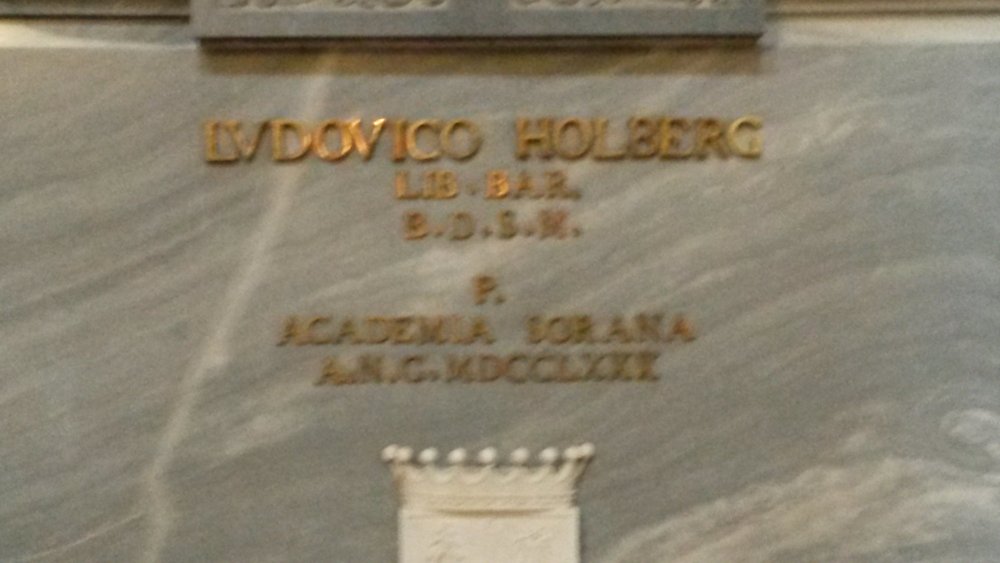 LVDOVICO HOLBERG
LIB · BAR.
B.D.S.M.
P.
ACADEMIA SORANA
A.N.C. MDCCLXXX